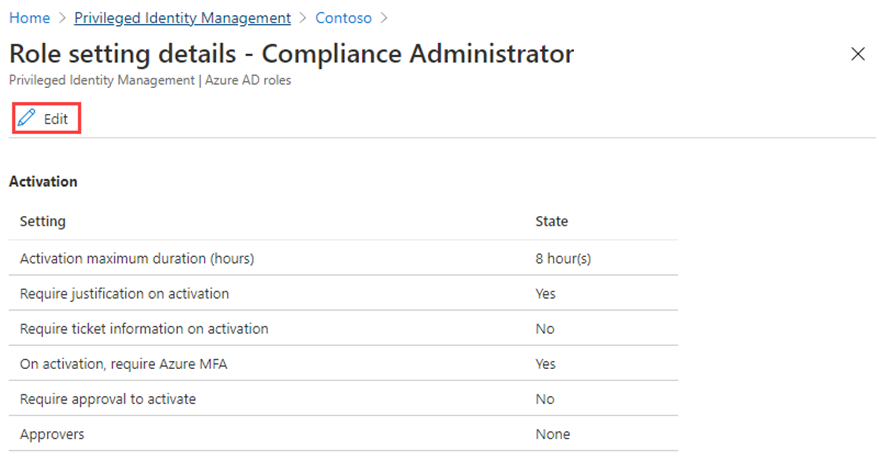 Home > Privileged Identity Management > Contoso >
Role setting details - Compliance Administrator
Privileged Identity Management | Azure AD roles
Edit
Activation
Setting State
Activation maximum duration (hours) 8 hour(s)
Require justification on activation Yes
Require ticket information on activation No
On activation, require Azure MFA Yes
Require approval to activate No
Approvers None